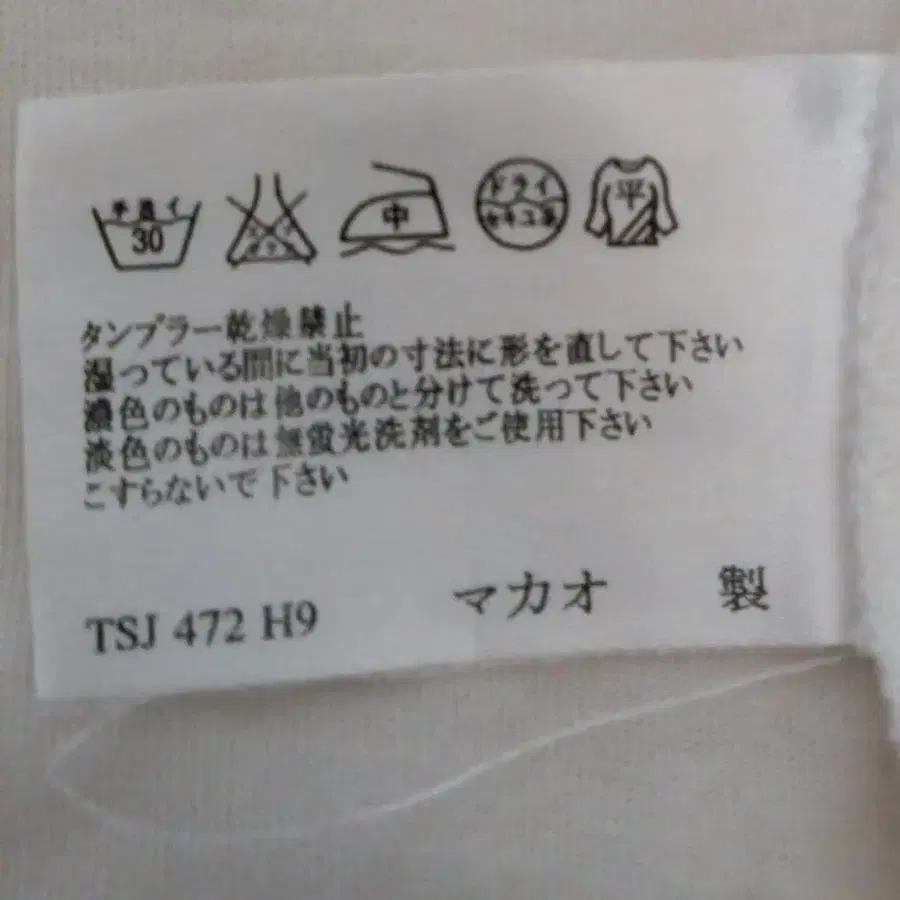 手洗イ 30 中 ドライ セキユ系 平
タンブラー乾燥禁止
湿っている間に当初の寸法に形を直して下さい
濃色のものは他のものと分けて洗って下さい
淡色のものは無蛍光洗剤をご使用下さい
こすらないで下さい
TSJ 472 H9 マカオ 製